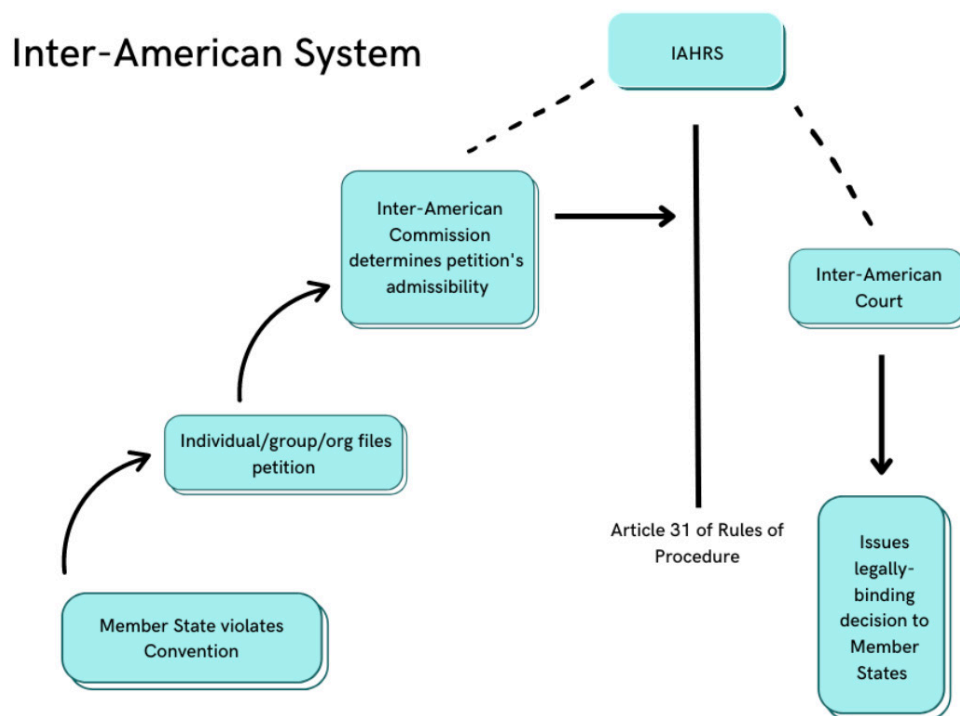 Inter-American System
IAHRS
Inter-American
Commission
determines petition's
admissibility
Inter-American
Court
Individual/group/org files
petition
Article 31 of Rules of
Procedure
Issues
legally-
binding
decision to
Member
States
Member State violates
Convention